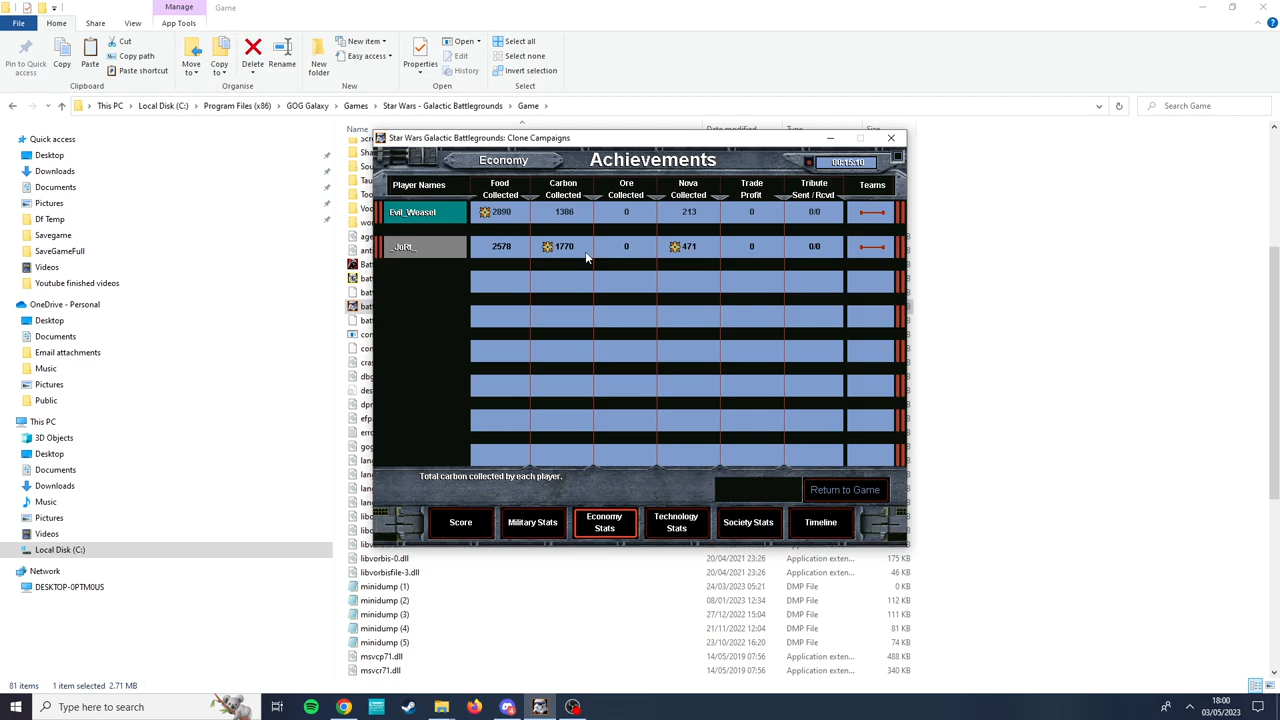 Manage
Game
File
Home
Share
View
App Tools
Pin to Quick access
Copy
Paste
Cut
Copy path
Paste shortcut
Clipboard
Move to
Copy to
Delete
Rename
Organise
New folder
New item
Easy access
New
Properties
Open
Edit
History
Open
Select all
Select none
Invert selection
Select
This PC
Local Disk (C:)
Program Files (x86)
GOG Galaxy
Games
Star Wars - Galactic Battlegrounds
Game
Search Game
Quick access
Desktop
Downloads
Documents
Pictures
Df Temp
Savegame
SaveGameFull
Videos
Youtube finished videos
OneDrive - Personal
Desktop
Documents
Email attachments
Music
Pictures
Public
This PC
3D Objects
Desktop
Documents
Downloads
Music
Pictures
Videos
Local Disk (C:)
Network
DESKTOP-0PTM0US
Name
Date modified
Type
Size
Star Wars Galactic Battlegrounds: Clone Campaigns
Economy
Achievements
00:15:10
Player Names
Food Collected
Carbon Collected
Ore Collected
Nova Collected
Trade Profit
Tribute Sent / Rcvd
Teams
Evil_Weasel 2890 1386 0 213 0 0/0
_JoRt_ 2578 1770 0 471 0 0/0
Total carbon collected by each player.
Return to Game
Score
Military Stats
Economy Stats
Technology Stats
Society Stats
Timeline
libvorbis-0.dll 20/04/2021 23:26 Application exten... 175 KB
libvorbisfile-3.dll 20/04/2021 23:26 Application exten... 46 KB
minidump (1) 24/03/2023 05:21 DMP File 0 KB
minidump (2) 08/01/2023 12:34 DMP File 112 KB
minidump (3) 27/12/2022 15:04 DMP File 112 KB
minidump (4) 21/11/2022 12:04 DMP File 81 KB
minidump (5) 23/10/2022 16:20 DMP File 74 KB
msvcp71.dll 14/05/2019 07:56 Application exten... 488 KB
msvcr71.dll 14/05/2019 07:56 Application exten... 340 KB
81 items
1 item selected 2.71 MB
Type here to search
18:00
03/05/2023